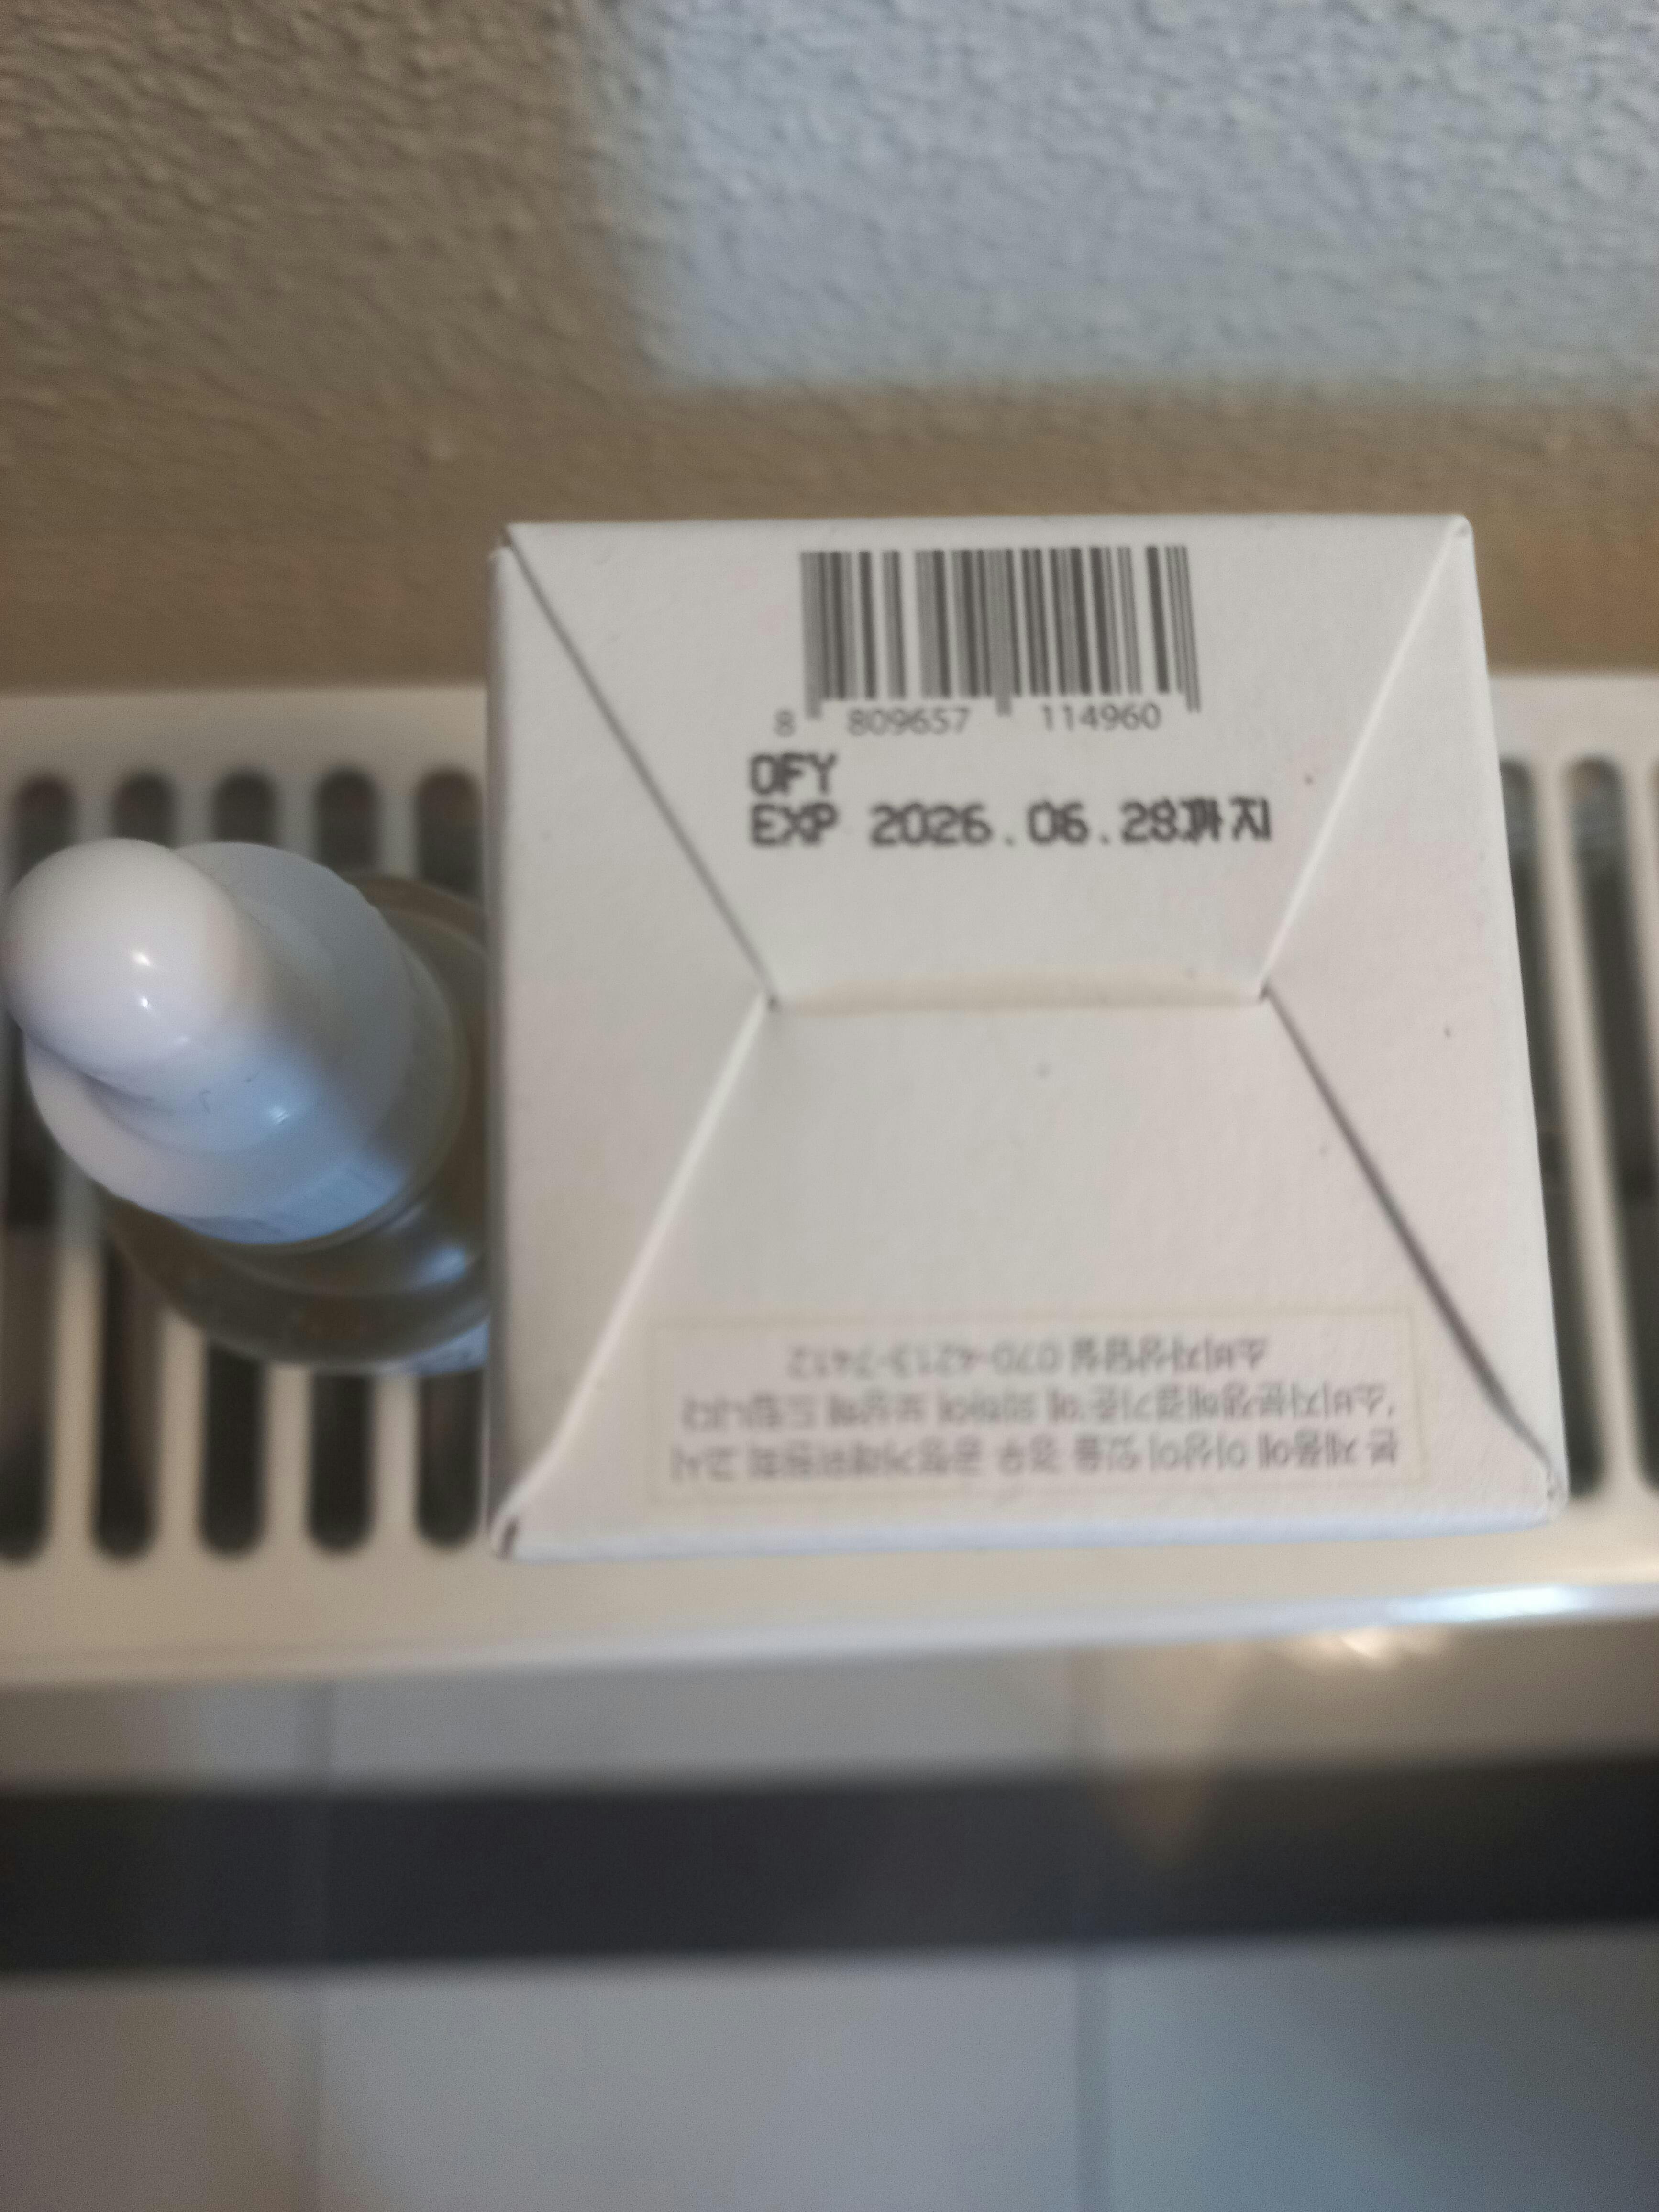 8 809657 114960
OFY
EXP 2026.06.28까지
본 제품에 이상이 있을 경우 공정거래위원회 고시
'소비자분쟁해결기준'에 의하여 보상해 드립니다
소비자상담실 070-4213-7412